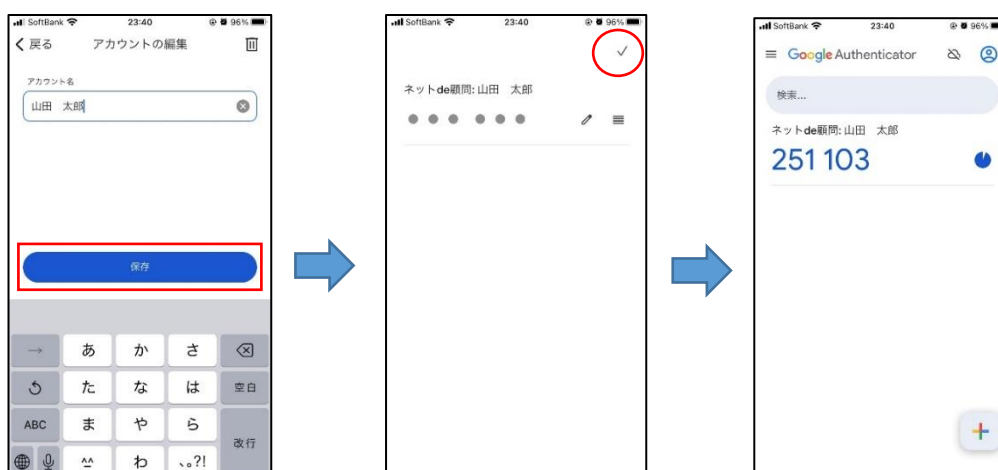 SoftBank 23:40 96%
戻る アカウントの編集
アカウント名
山田 太郎
保存
→ あ か さ
た な は 空白
ABC ま や ら
改行
^^ わ 、。?!
SoftBank 23:40 96%
ネットde顧問: 山田 太郎
SoftBank 23:40 96%
Google Authenticator
検索...
ネットde顧問: 山田 太郎
251 103